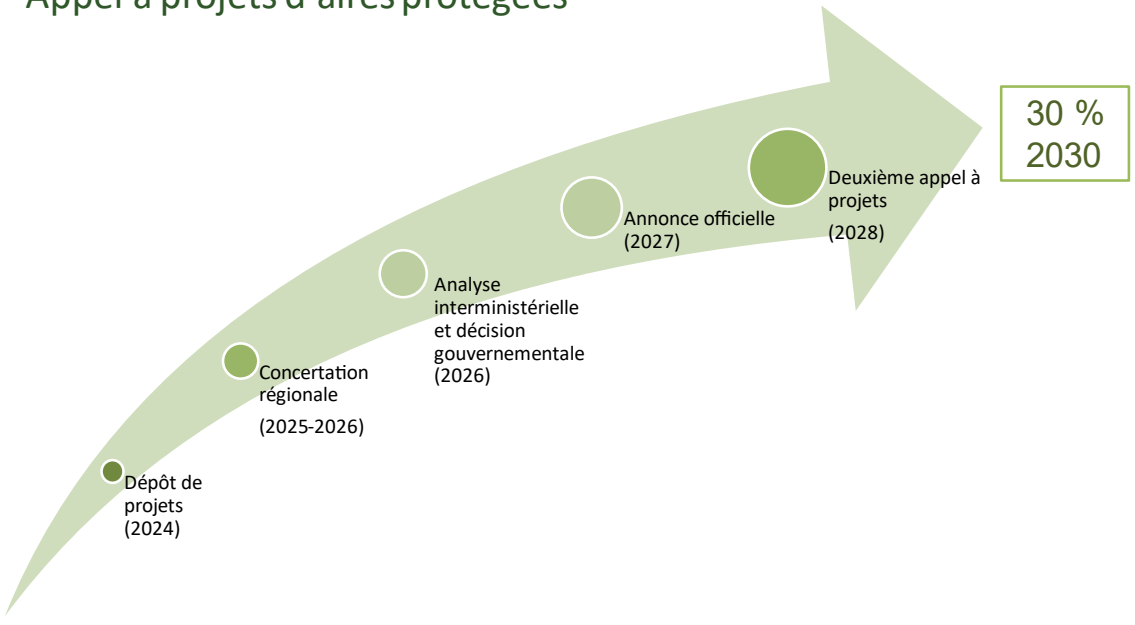 Appel à projets d'aires protégées
30 %
2030
Deuxième appel à
projets
(2028)
Annonce officielle
(2027)
Analyse
interministérielle
et décision
gouvernementale
(2026)
Concertation
régionale
(2025-2026)
Dépôt de
projets
(2024)